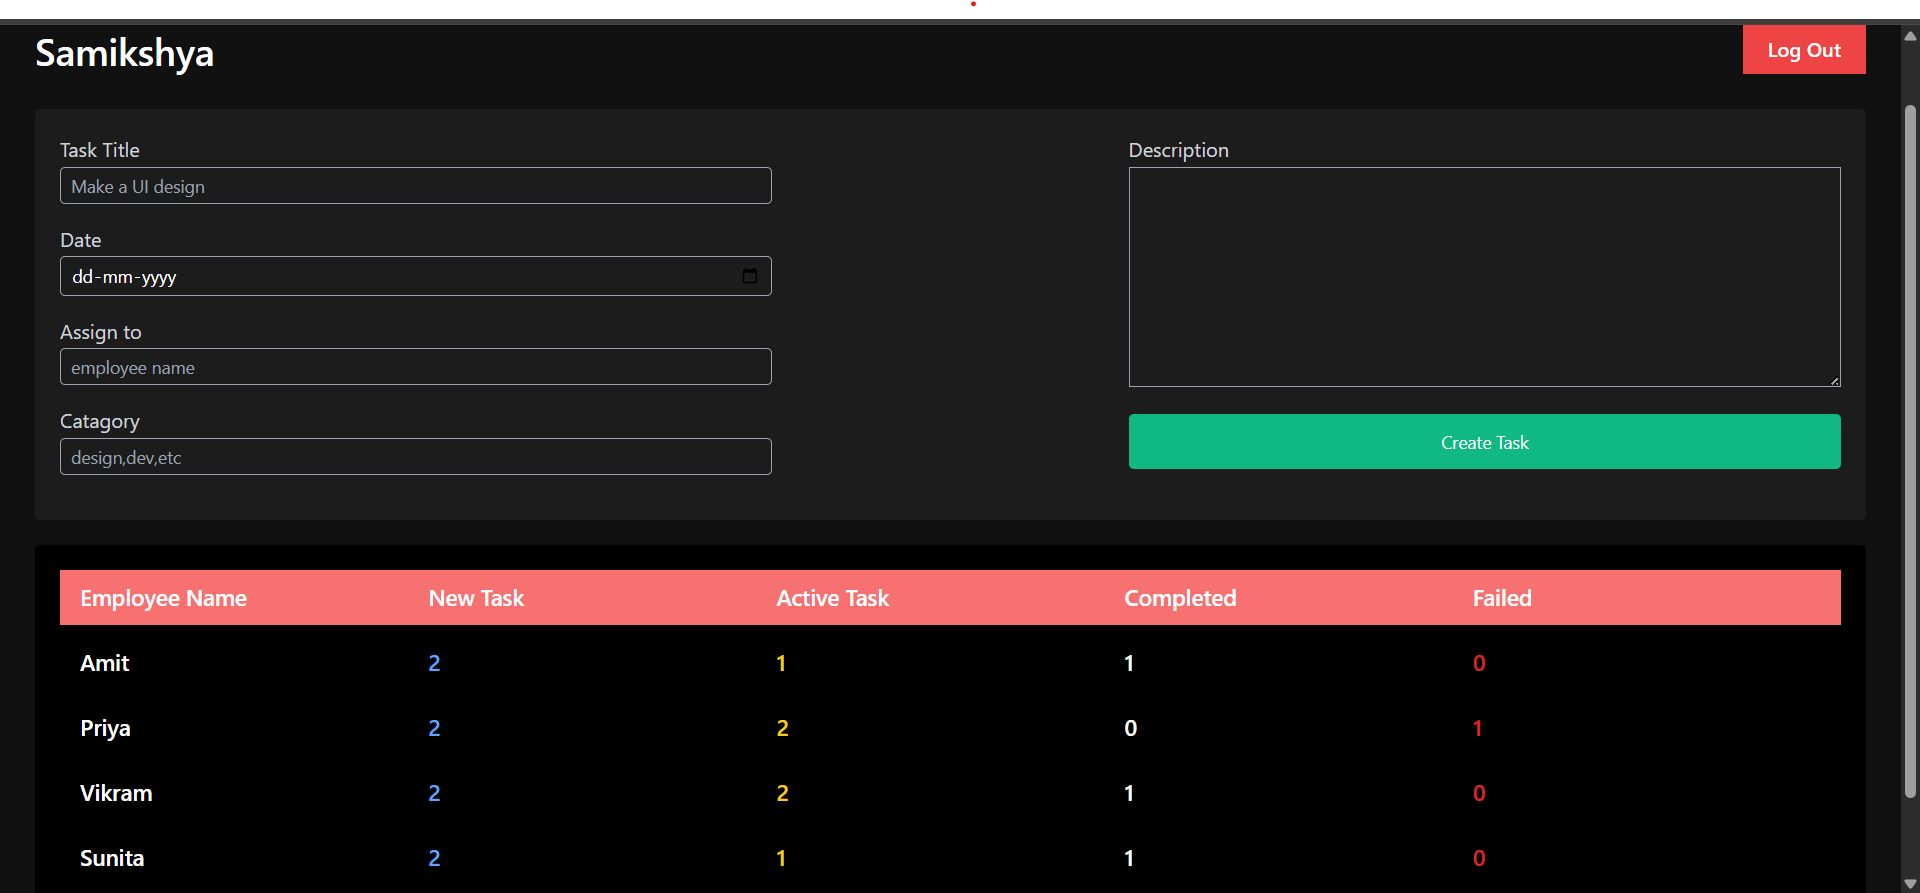 Samikshya
Log Out
Task Title
Make a UI design
Date
dd-mm-yyyy
Assign to
employee name
Catagory
design,dev,etc
Description
Create Task
Employee Name New Task Active Task Completed Failed
Amit 2 1 1 0
Priya 2 2 0 1
Vikram 2 2 1 0
Sunita 2 1 1 0